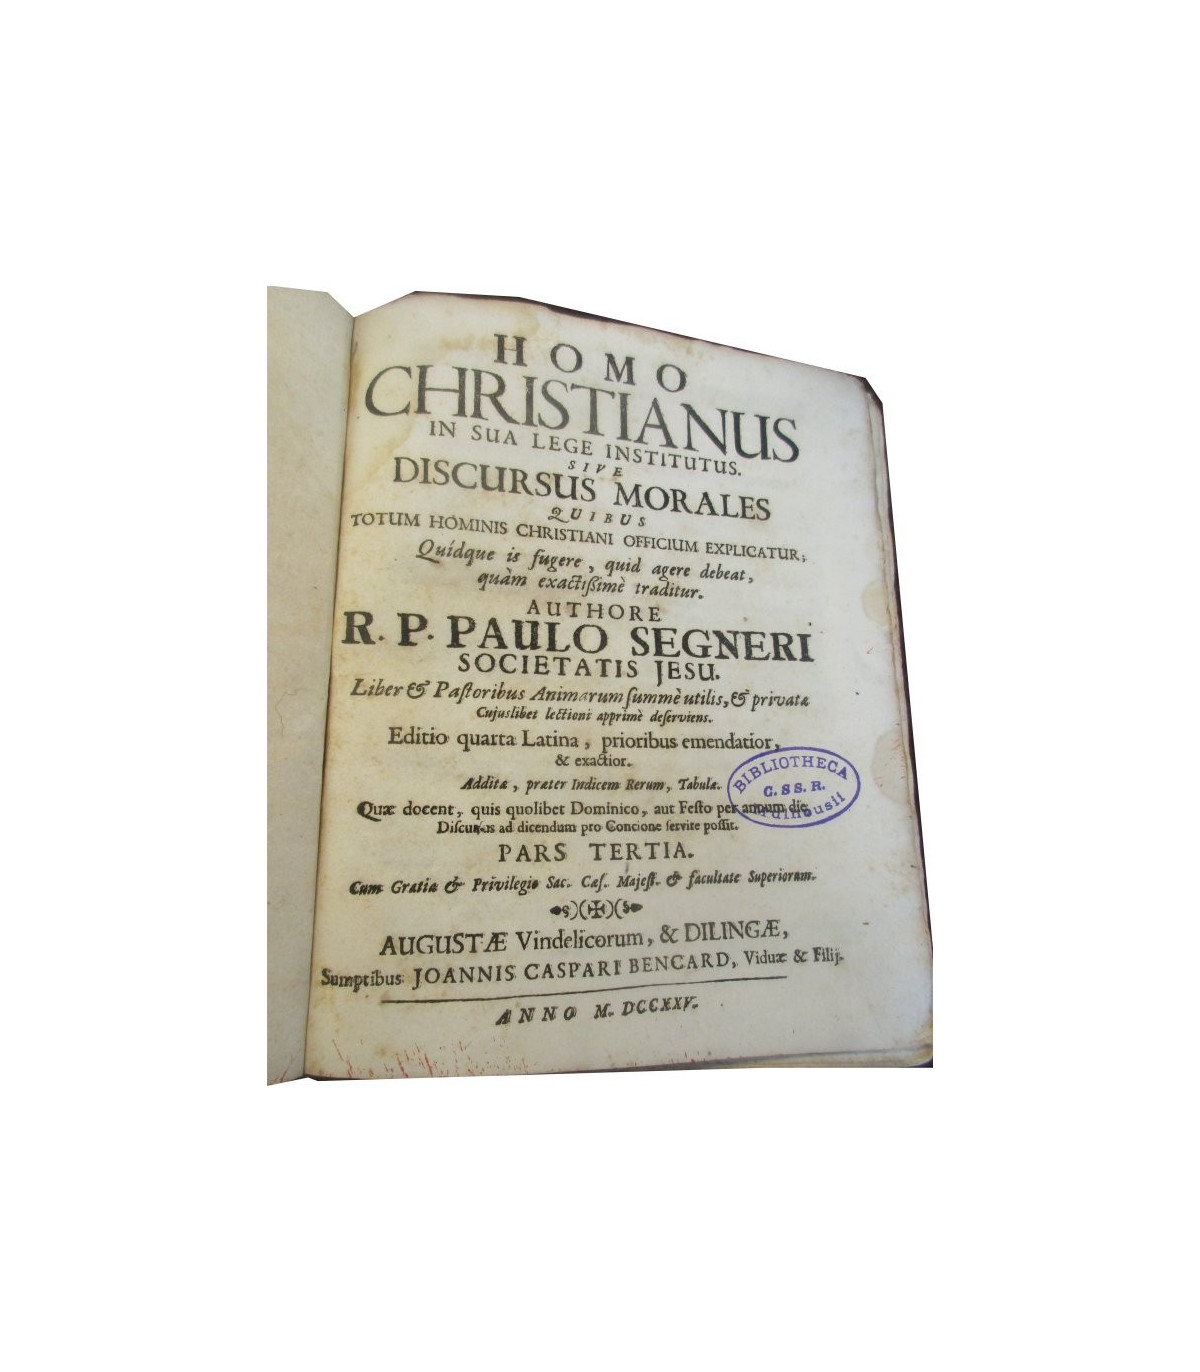 HOMO
CHRISTIANUS
IN SUA LEGE INSTITUTUS.
SIVE
DISCURSUS MORALES
QUIBUS
TOTUM HOMINIS CHRISTIANI OFFICIUM EXPLICATUR;
Quidque is fugere, quid agere debeat,
quàm exactißimè traditur.
AUTHORE
R. P. PAULO SEGNERI
SOCIETATIS JESU.
Liber & Paſtoribus Animarum ſummè utilis, & privatæ
Cujuslibet lectioni apprimè deſerviens.
Editio quarta Latina, prioribus emendatior,
& exactior.
Additæ, præter Indicem Rerum, Tabulæ.
Quæ docent, quis quolibet Dominico, aut Feſto per annum die
Diſcursus ad dicendum pro Concione ſervire poſſit.
PARS TERTIA.
Cum Gratia & Privilegio Sac. Cæſ. Majeſt. & facultate Superiorum.
AUGUSTÆ Vindelicorum, & DILINGÆ,
Sumptibus JOANNIS CASPARI BENCARD, Viduæ & Filij.
ANNO M. DCCXXV.
BIBLIOTHECA
C. SS. R.